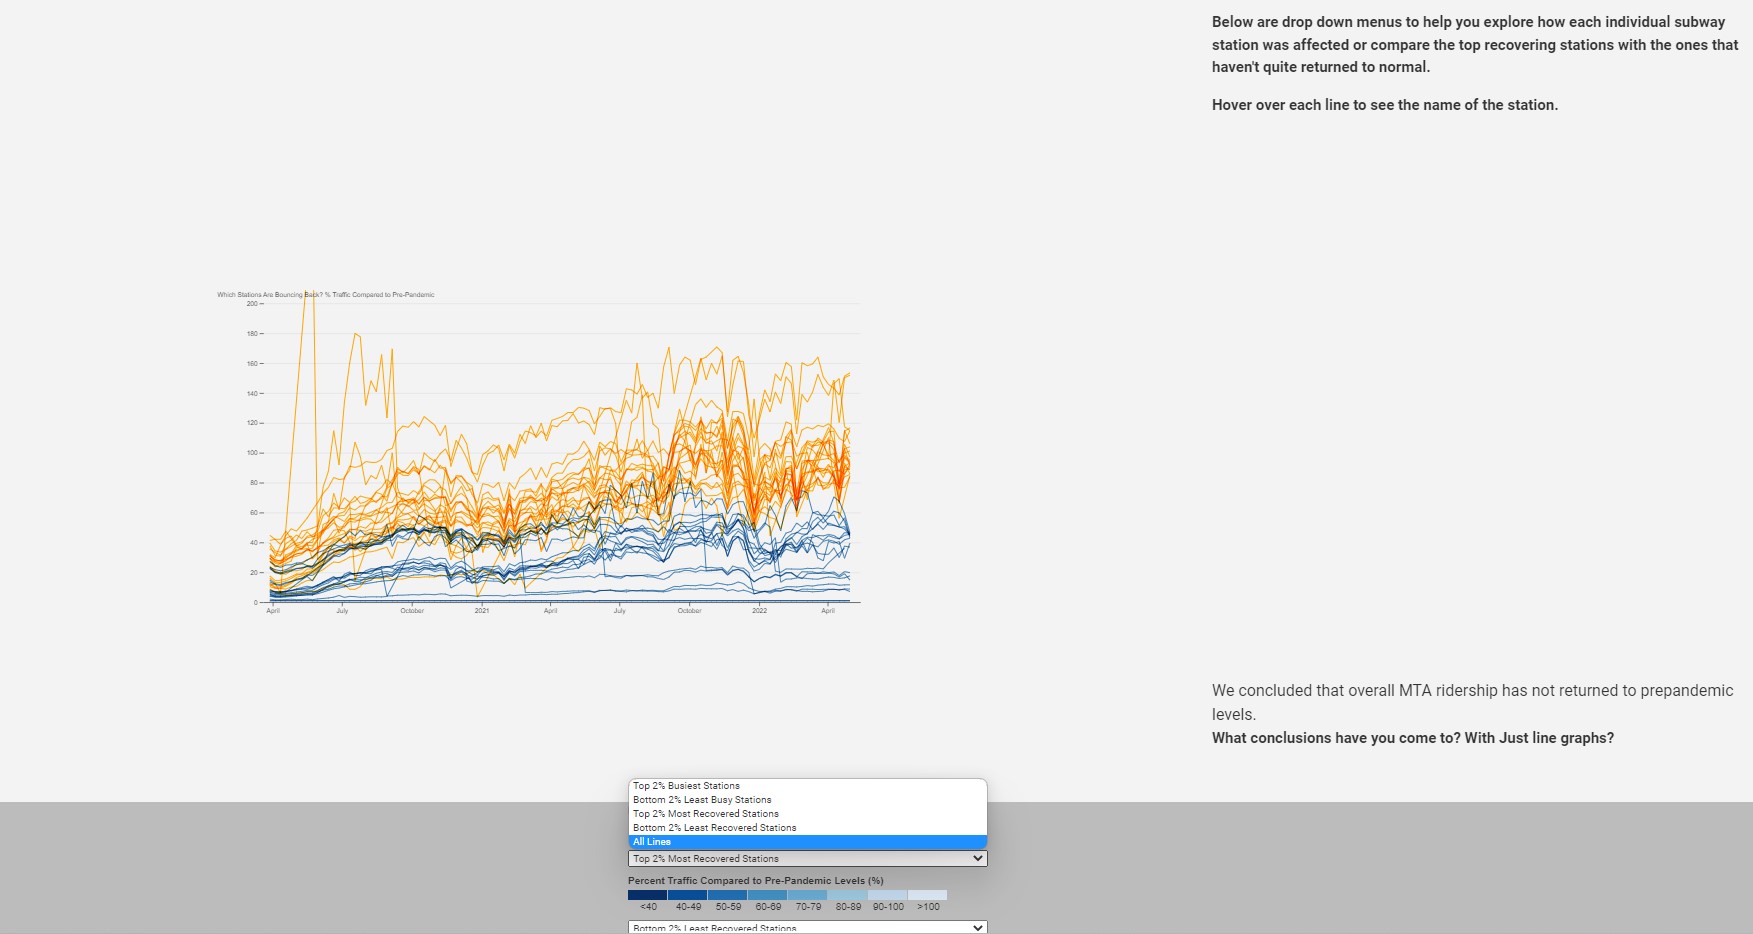 Below are drop down menus to help you explore how each individual subway
station was affected or compare the top recovering stations with the ones that
haven't quite returned to normal.
Hover over each line to see the name of the station.
Which Stations Are Bouncing Back? % Traffic Compared to Pre-Pandemic
200
180
160
140
120
100
80
60
40
20
0
April July October 2021 April July October 2022 April
We concluded that overall MTA ridership has not returned to prepandemic
levels.
What conclusions have you come to? With Just line graphs?
Top 2% Busiest Stations
Bottom 2% Least Busy Stations
Top 2% Most Recovered Stations
Bottom 2% Least Recovered Stations
All Lines
Top 2% Most Recovered Stations
Percent Traffic Compared to Pre-Pandemic Levels (%)
<40 40-49 50-59 60-69 70-79 80-89 90-100 >100
Bottom 2% Least Recovered Stations